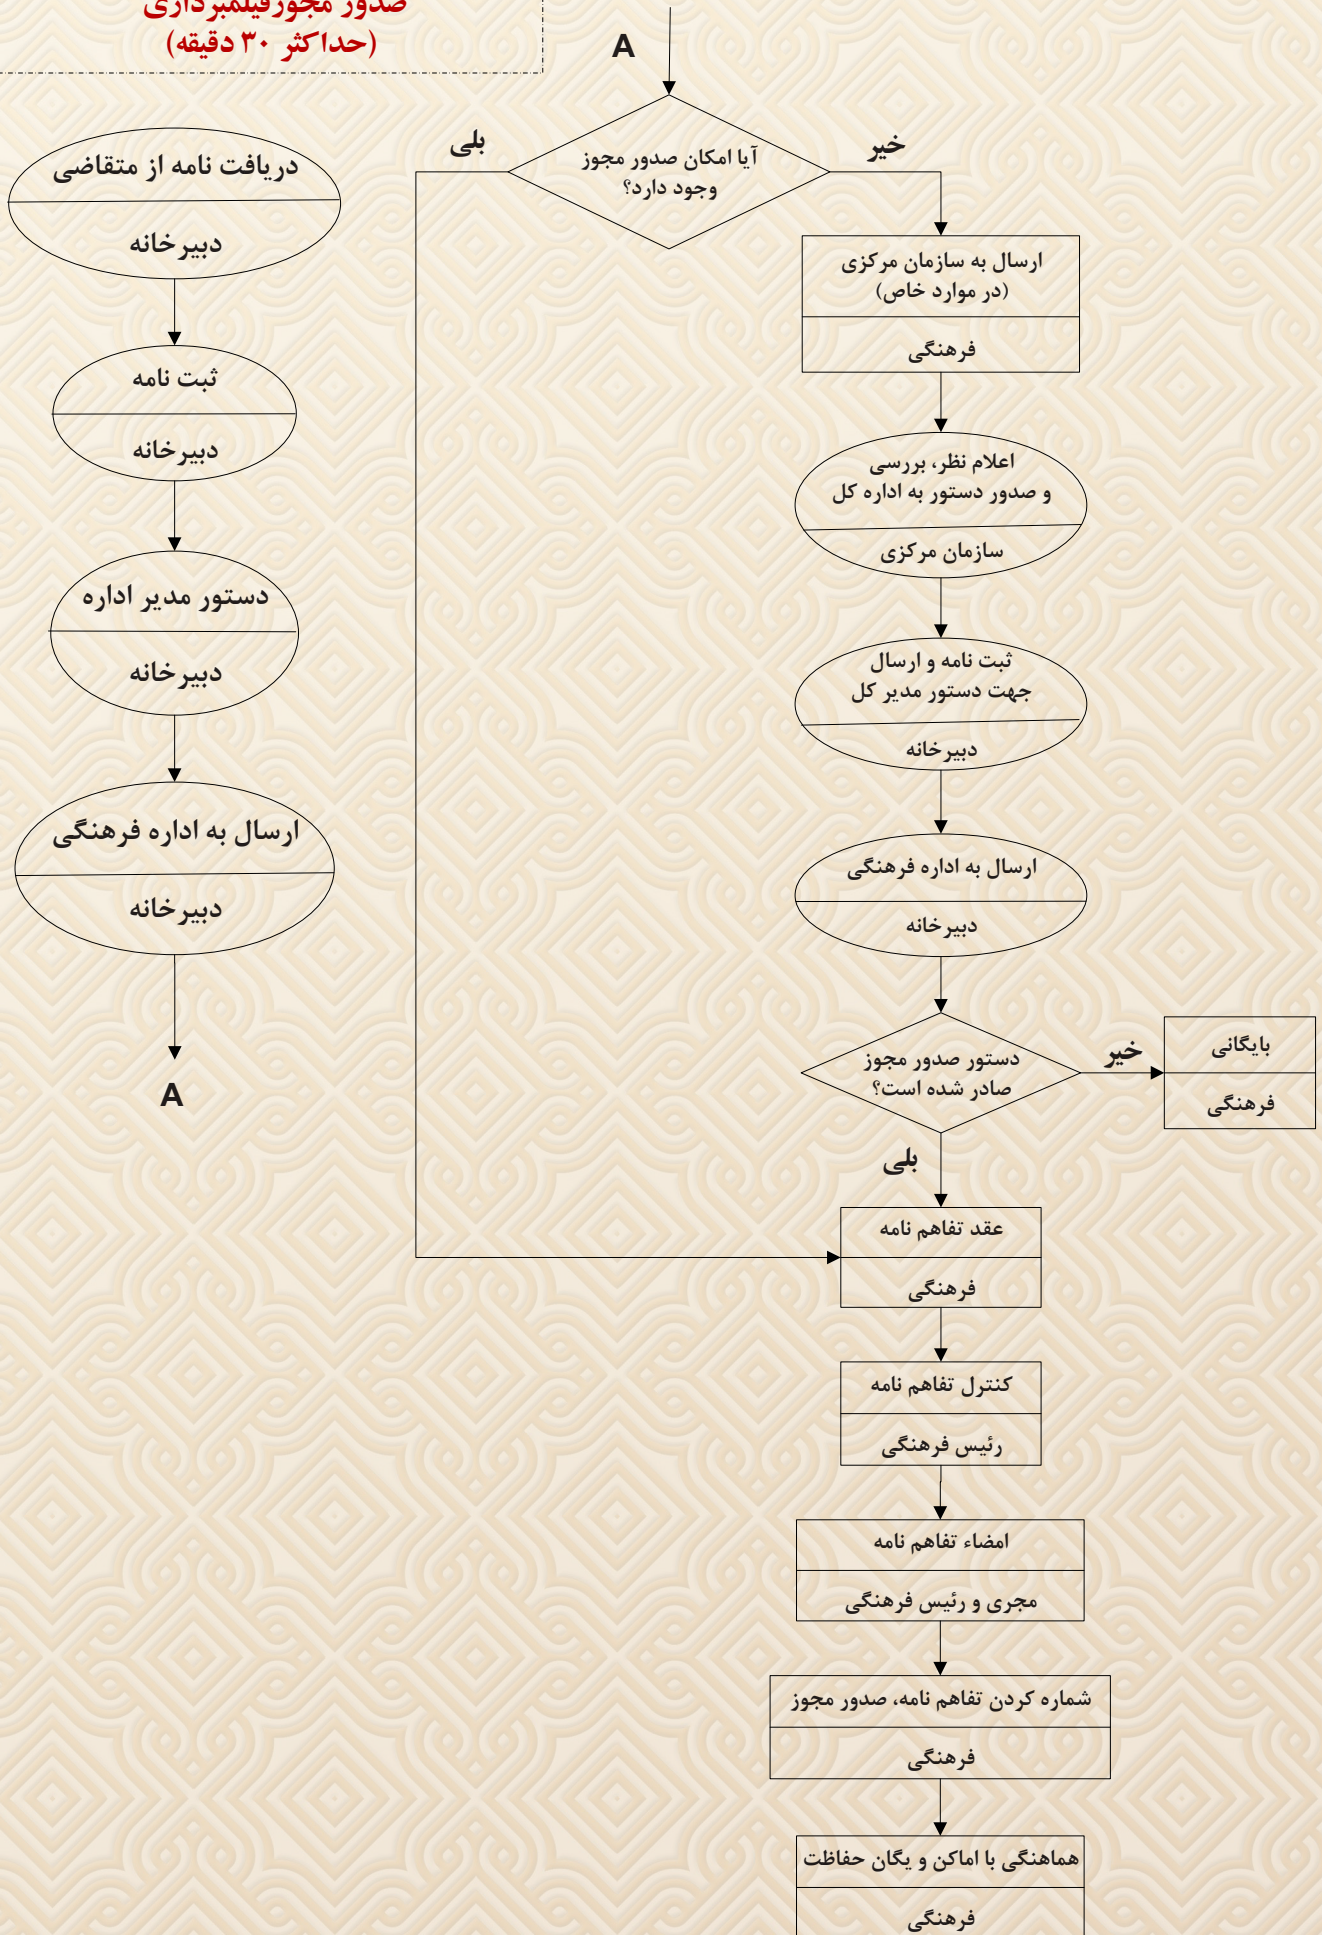 صدور مجوزفیلمبرداری
(حداکثر ۳۰ دقیقه)
دریافت نامه از متقاضی
دبیرخانه
ثبت نامه
دبیرخانه
دستور مدیر اداره
دبیرخانه
ارسال به اداره فرهنگی
دبیرخانه
A
A
آیا امکان صدور مجوز
وجود دارد؟
بلی
خیر
ارسال به سازمان مرکزی
(در موارد خاص)
فرهنگی
اعلام نظر، بررسی
و صدور دستور به اداره کل
سازمان مرکزی
ثبت نامه و ارسال
جهت دستور مدیر کل
دبیرخانه
ارسال به اداره فرهنگی
دبیرخانه
دستور صدور مجوز
صادر شده است؟
خیر
بایگانی
فرهنگی
بلی
عقد تفاهم نامه
فرهنگی
کنترل تفاهم نامه
رئیس فرهنگی
امضاء تفاهم نامه
مجری و رئیس فرهنگی
شماره کردن تفاهم نامه، صدور مجوز
فرهنگی
هماهنگی با اماکن و یگان حفاظت
فرهنگی